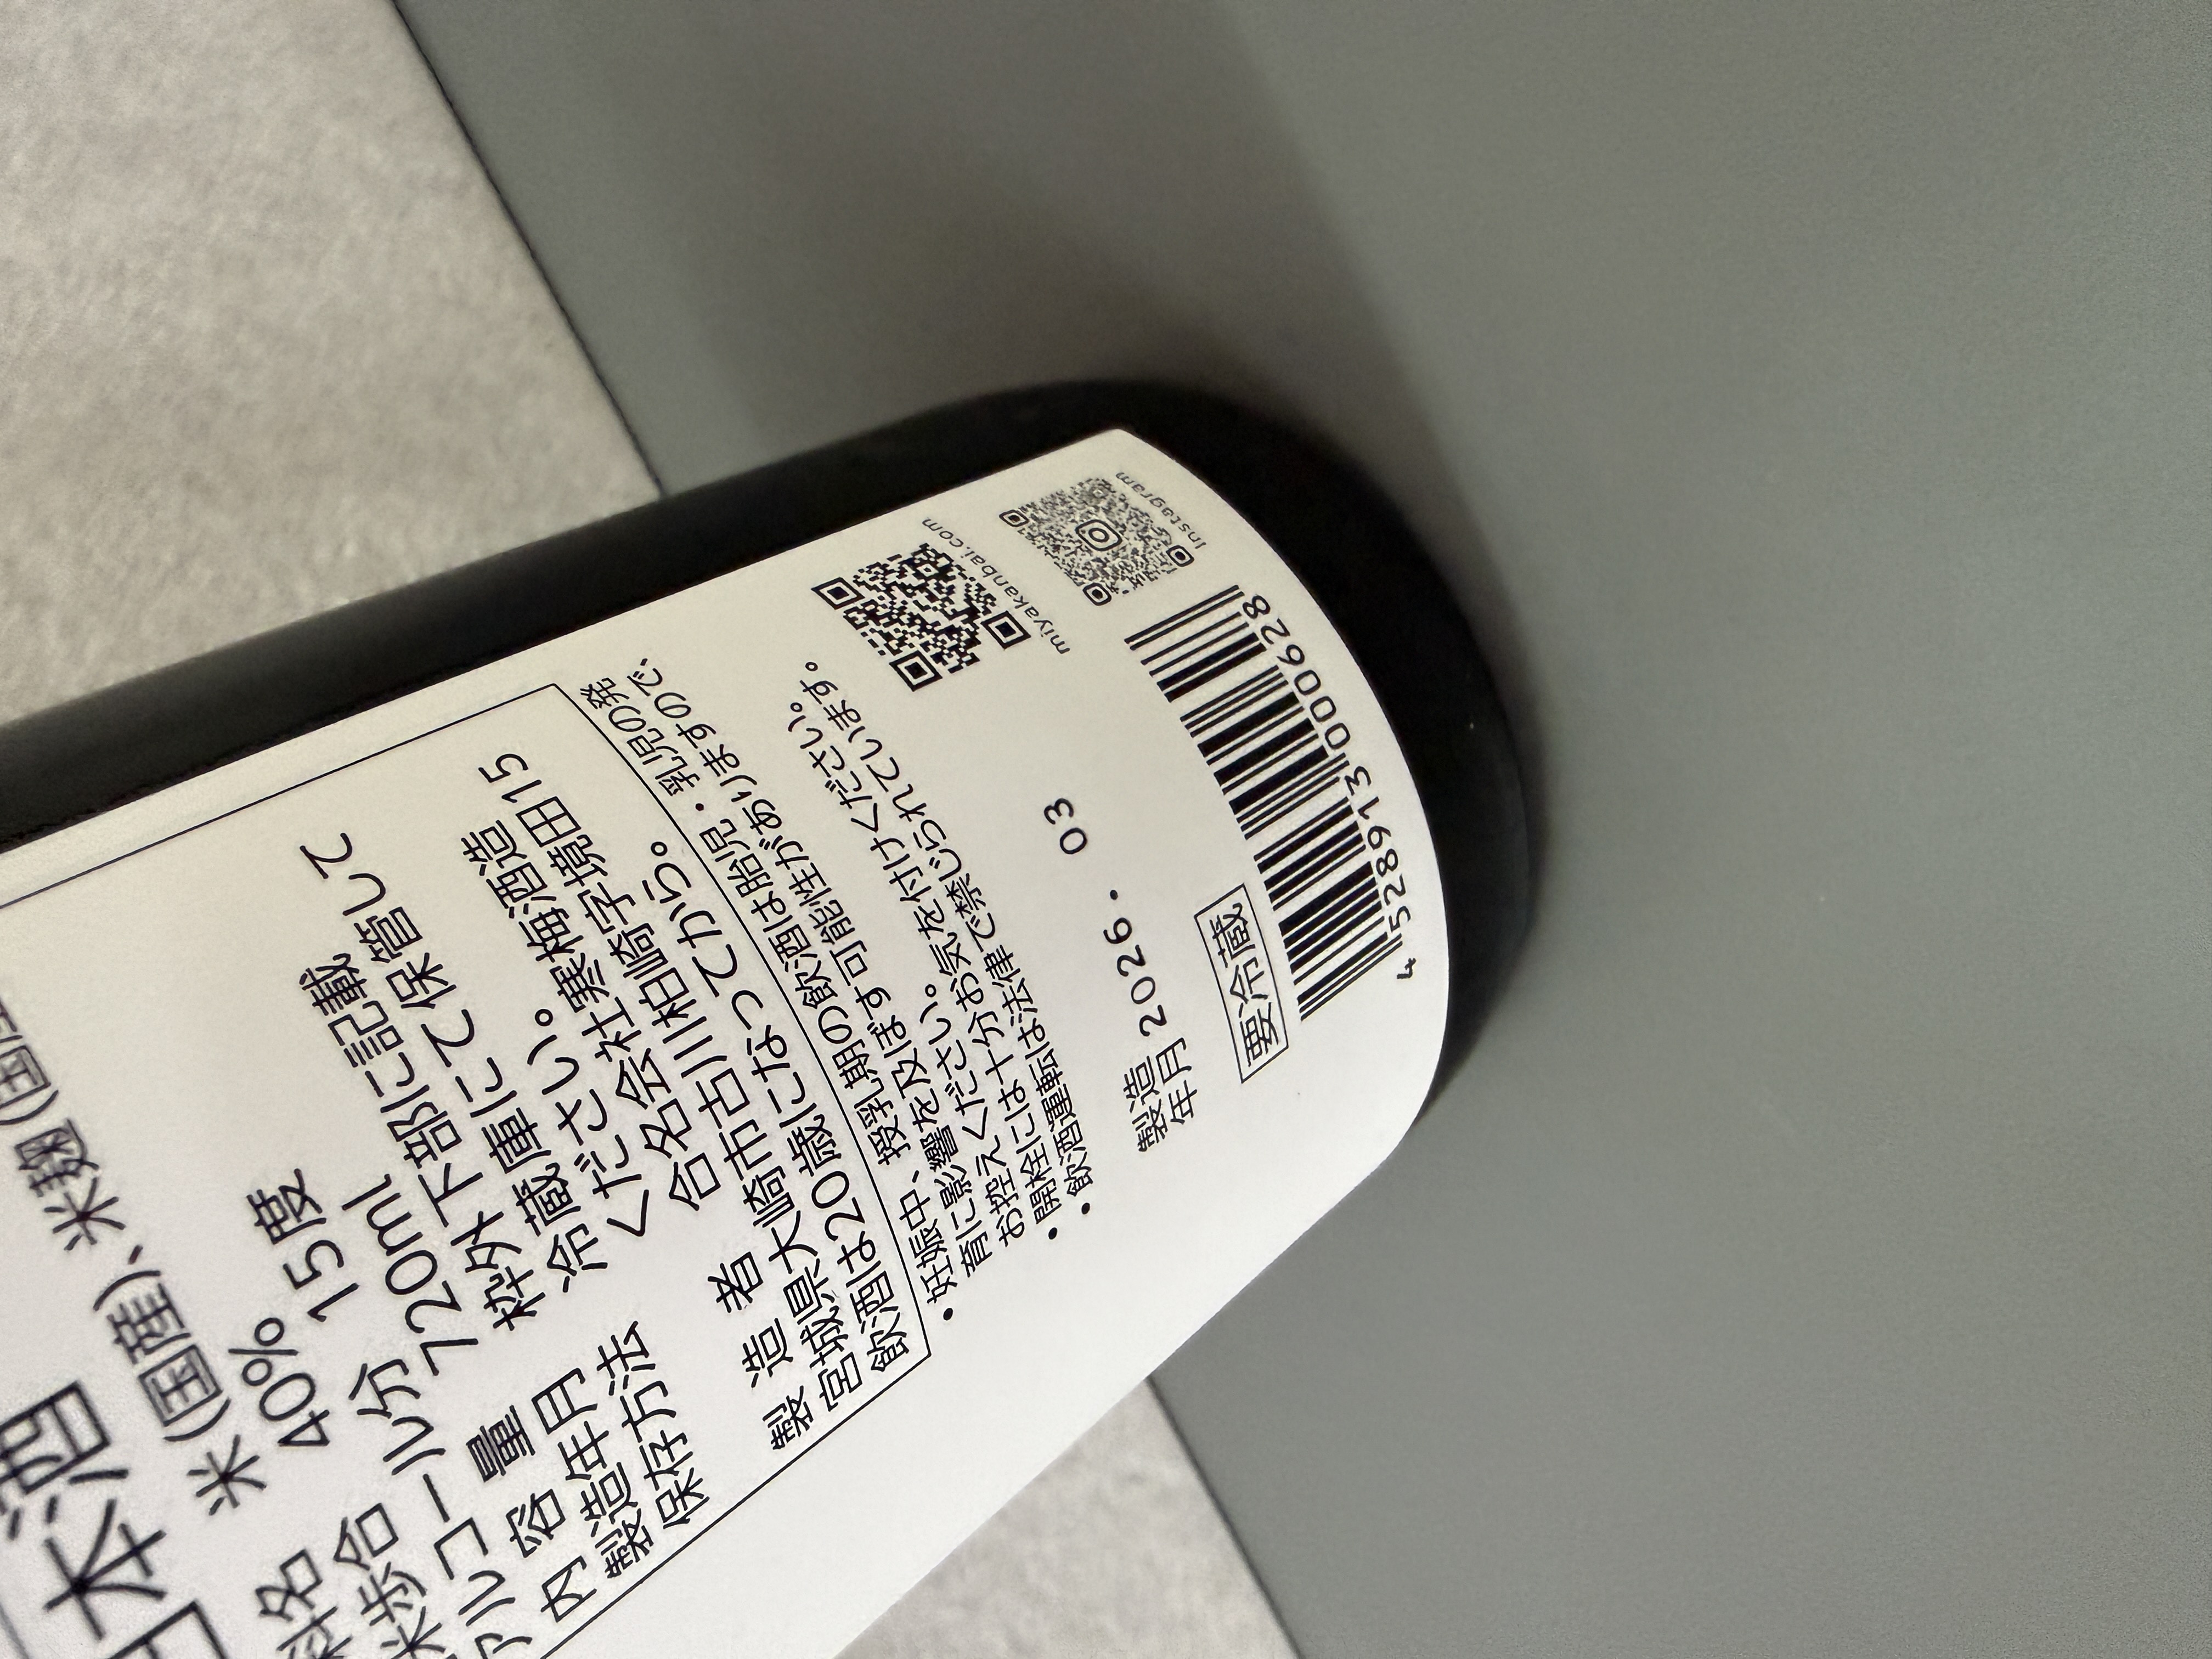 日本酒
米(国産)、米麹(国産
料名
米歩合 40%
アルコール分 15度
内容量 720ml
製造年月 枠外下部に記載
保存方法 冷蔵庫にて保管して
ください。
製造者 合名会社寒梅酒造
宮城県大崎市古川柏崎字境田15
飲酒は20歳になってから。
・妊娠中、授乳期の飲酒は胎児・乳児の発
育に影響を及ぼす可能性がありますので、
お控えください。
・開栓には十分お気を付けください。
・飲酒運転は法律で禁じられています。
製造
年月 2026. 03
要冷蔵
miyakanbai.com
Instagram
4 528913 000628